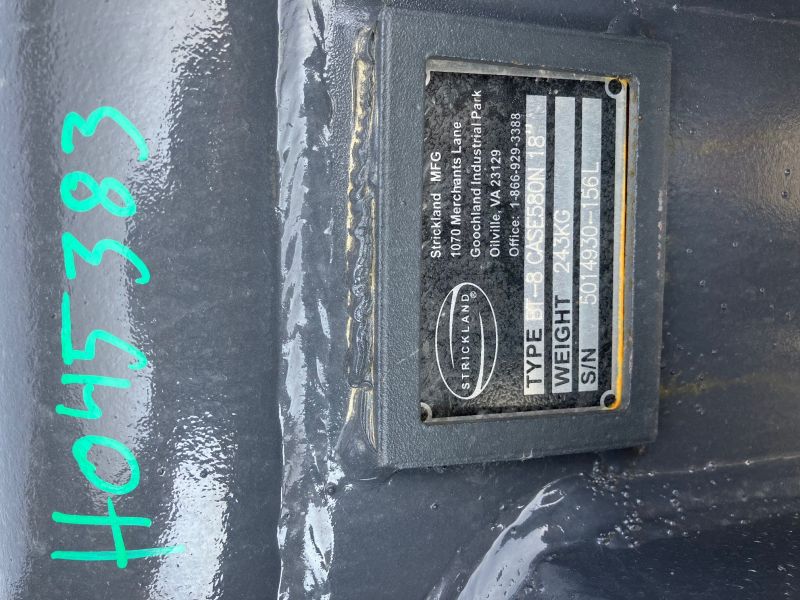 H045383
STRICKLAND®
Strickland MFG
1070 Merchants Lane
Goochland Industrial Park
Oilville, VA 23129
Office: 1-866-929-3388
TYPE BT-8 CASE580N 18"
WEIGHT 243KG
S/N 5014930-156L